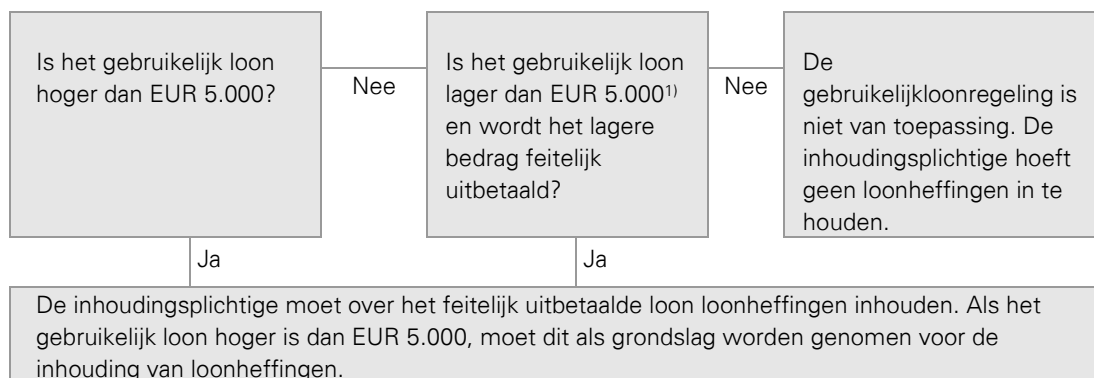 Is het gebruikelijk loon
hoger dan EUR 5.000?
Nee
Is het gebruikelijk loon
lager dan EUR 5.000¹⁾
en wordt het lagere
bedrag feitelijk
uitbetaald?
Nee
De
gebruikelijkloonregeling is
niet van toepassing. De
inhoudingsplichtige hoeft
geen loonheffingen in te
houden.
Ja
Ja
De inhoudingsplichtige moet over het feitelijk uitbetaalde loon loonheffingen inhouden. Als het
gebruikelijk loon hoger is dan EUR 5.000, moet dit als grondslag worden genomen voor de
inhouding van loonheffingen.